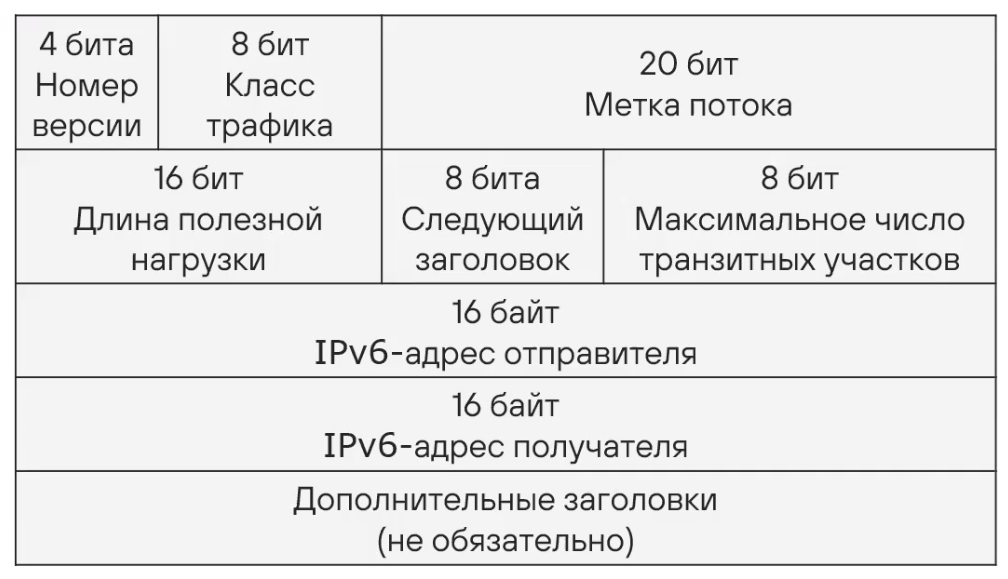 4 бита
Номер
версии
8 бит
Класс
трафика
20 бит
Метка потока
16 бит
Длина полезной
нагрузки
8 бита
Следующий
заголовок
8 бит
Максимальное число
транзитных участков
16 байт
IPv6-адрес отправителя
16 байт
IPv6-адрес получателя
Дополнительные заголовки
(не обязательно)